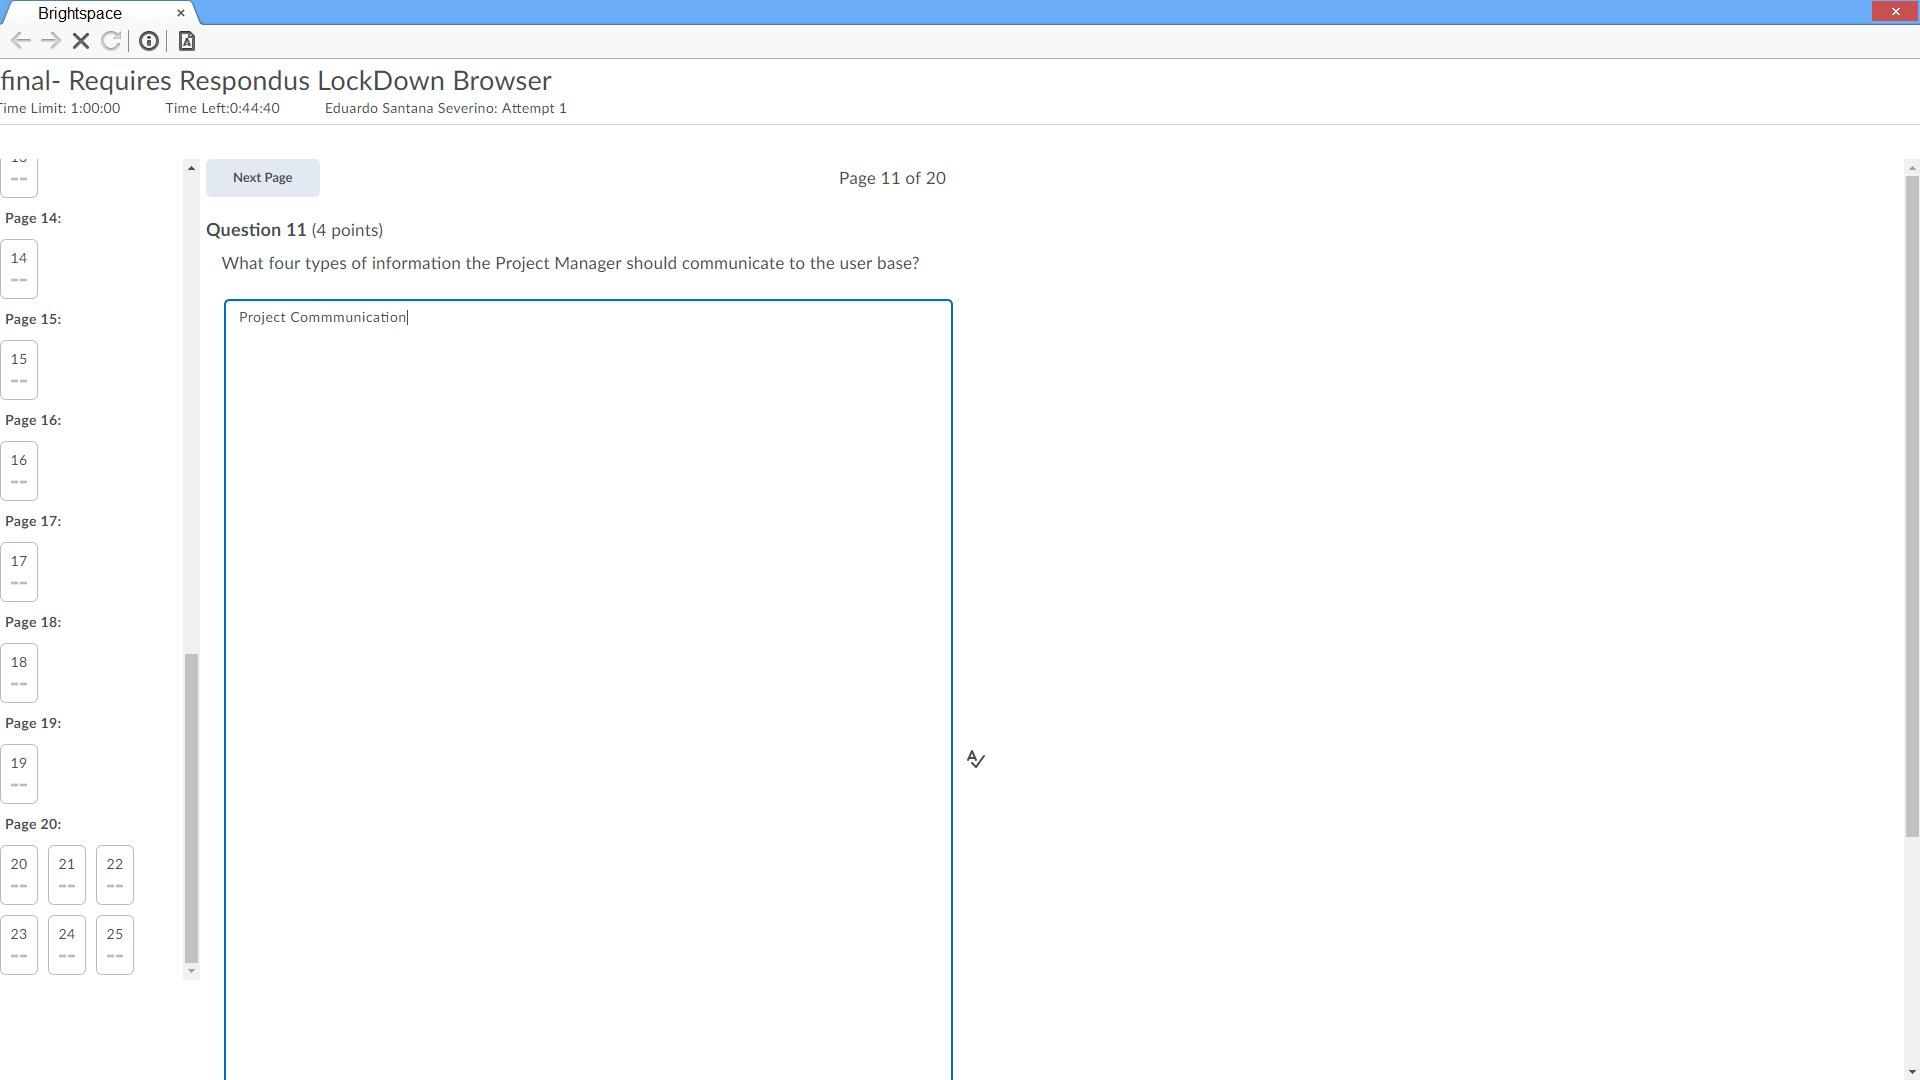 Brightspace
final- Requires Respondus LockDown Browser
Time Limit: 1:00:00 Time Left:0:44:40 Eduardo Santana Severino: Attempt 1
--
Page 14:
14
--
Page 15:
15
--
Page 16:
16
--
Page 17:
17
--
Page 18:
18
--
Page 19:
19
--
Page 20:
20 21 22
-- -- --
23 24 25
-- -- --
Next Page
Page 11 of 20
Question 11 (4 points)
What four types of information the Project Manager should communicate to the user base?
Project Commmunication